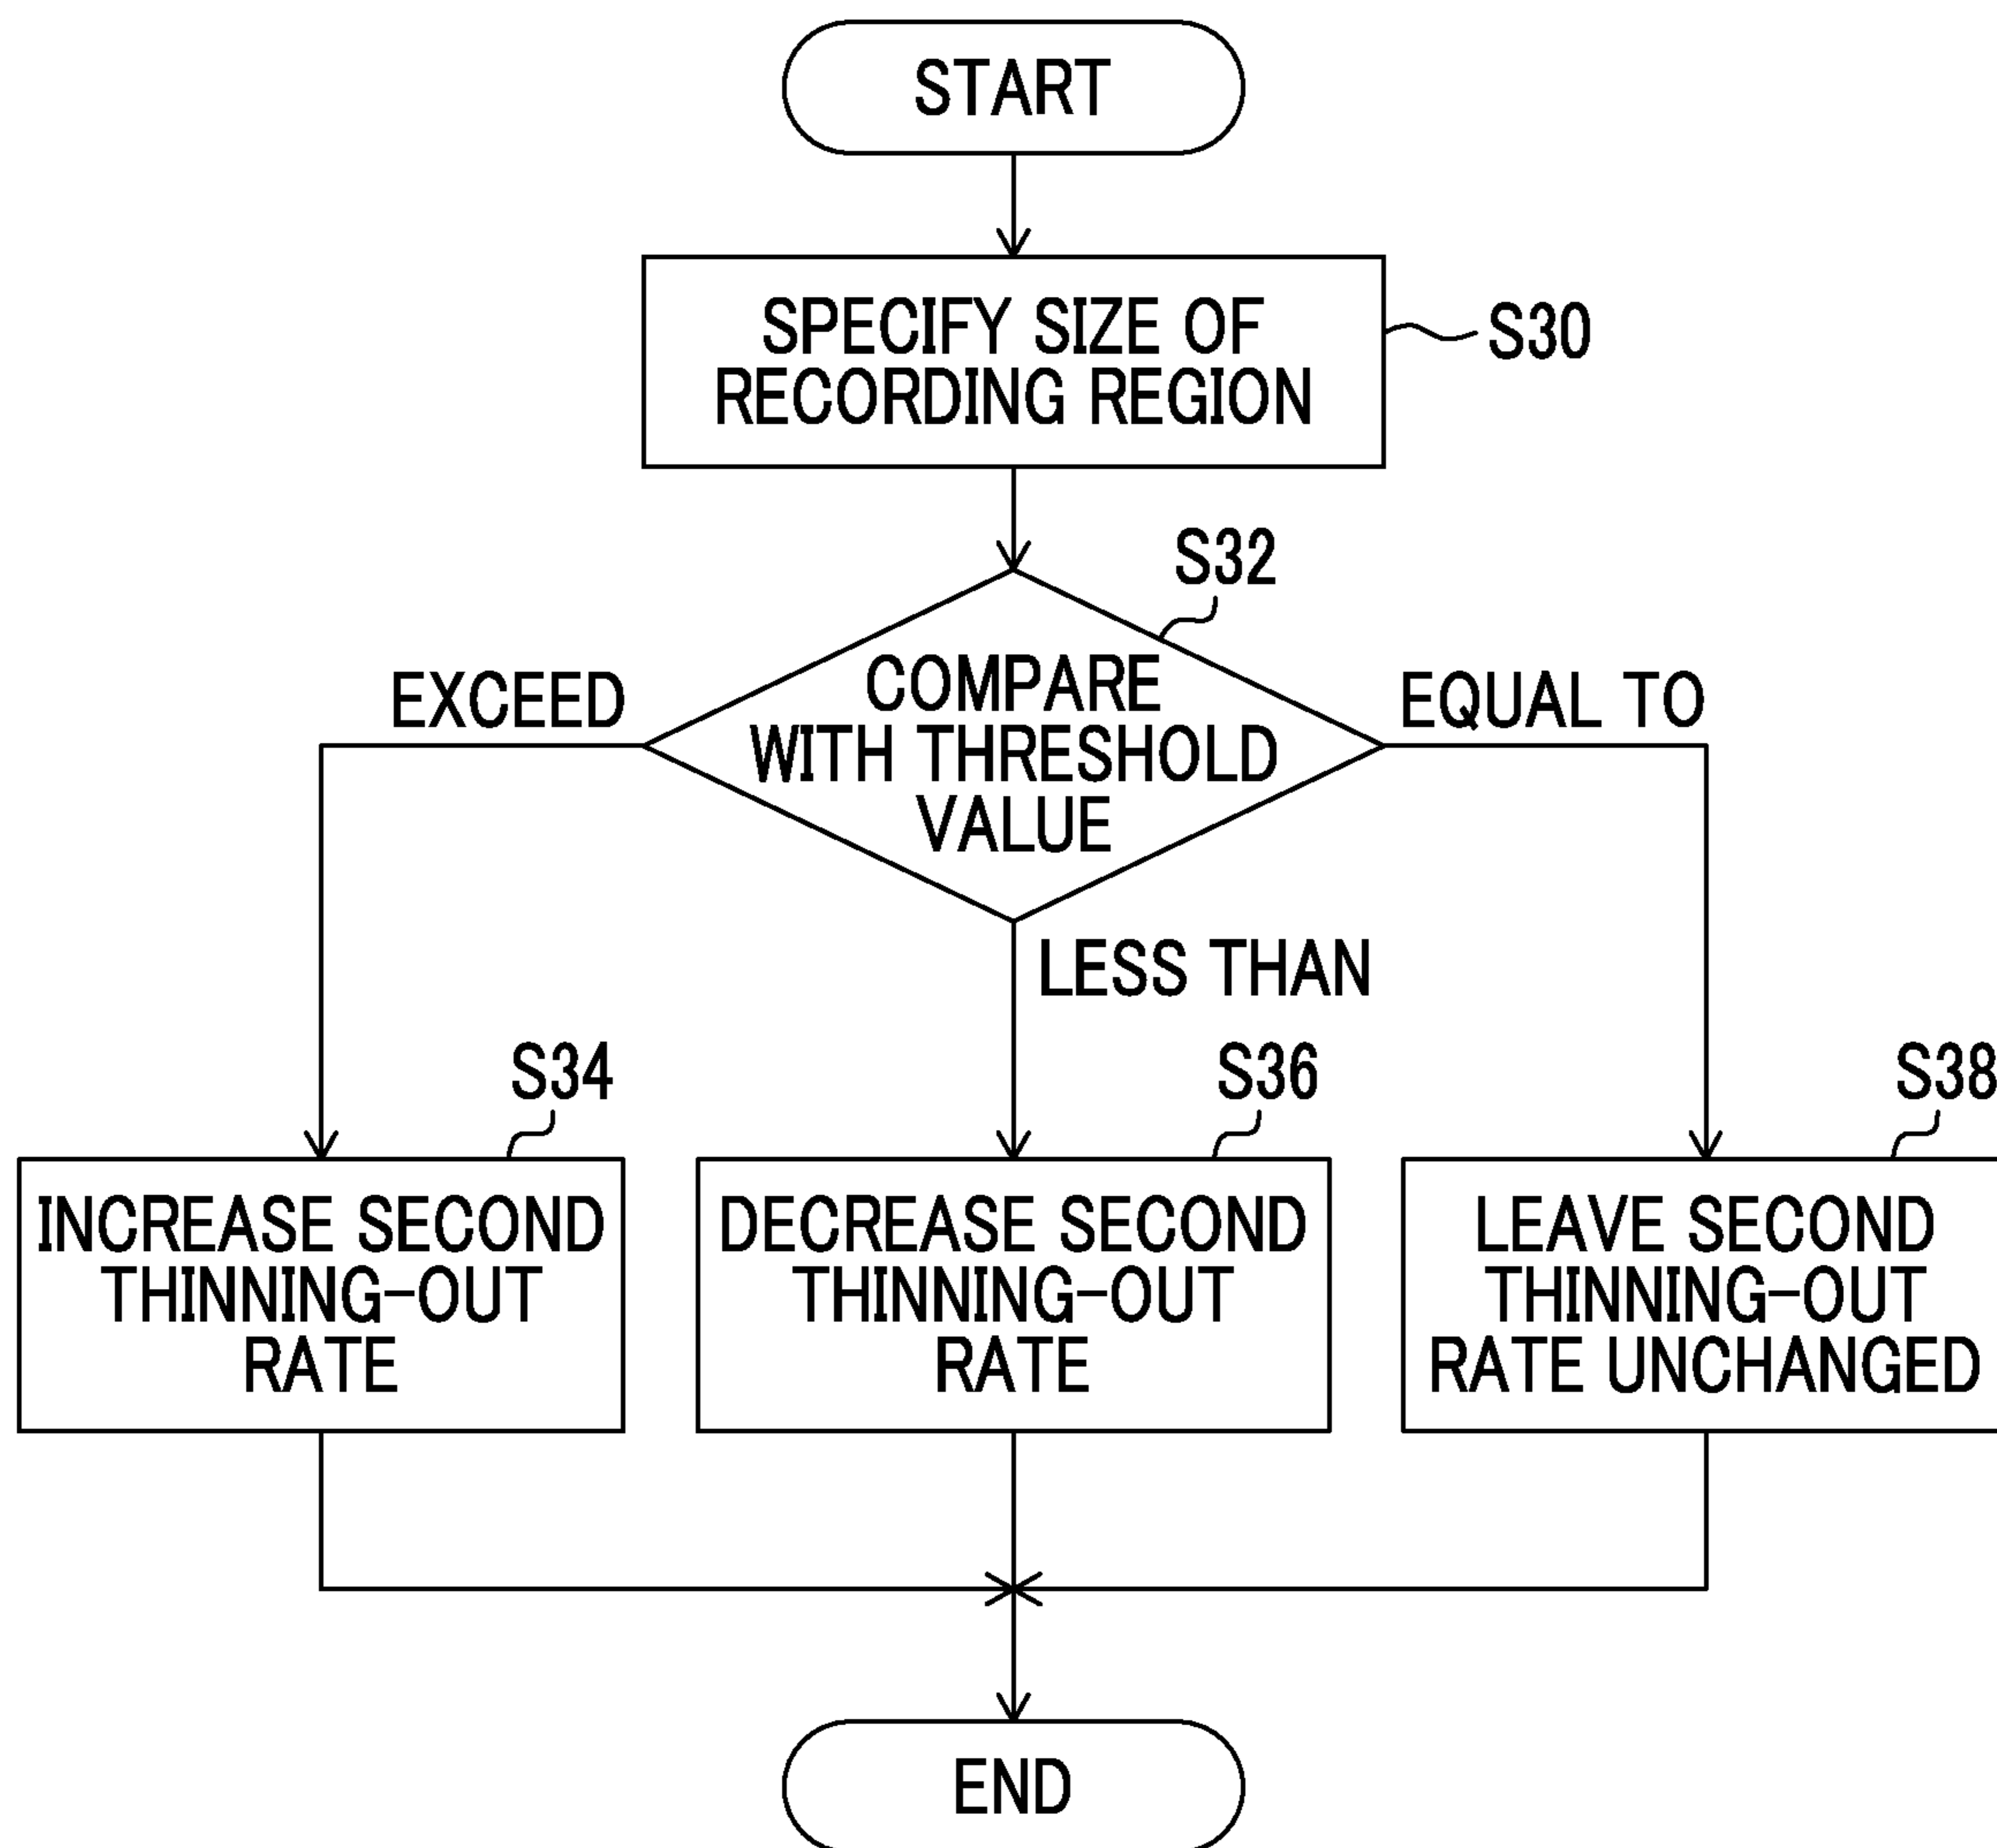 START
SPECIFY SIZE OF
RECORDING REGION
S30
S32
COMPARE
WITH THRESHOLD
VALUE
EXCEED
EQUAL TO
LESS THAN
S34
INCREASE SECOND
THINNING-OUT
RATE
S36
DECREASE SECOND
THINNING-OUT
RATE
S38
LEAVE SECOND
THINNING-OUT
RATE UNCHANGED
END